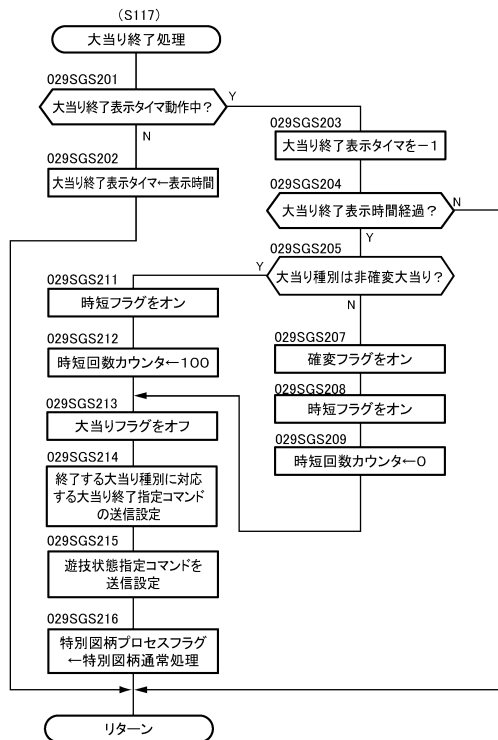 (S117)
大当り終了処理
029SGS201
大当り終了表示タイマ動作中？
Y
N
029SGS202
大当り終了表示タイマ←表示時間
029SGS203
大当り終了表示タイマを－1
029SGS204
大当り終了表示時間経過？
N
Y
029SGS205
大当り種別は非確変大当り？
Y
N
029SGS211
時短フラグをオン
029SGS212
時短回数カウンタ←100
029SGS207
確変フラグをオン
029SGS208
時短フラグをオン
029SGS209
時短回数カウンタ←0
029SGS213
大当りフラグをオフ
029SGS214
終了する大当り種別に対応
する大当り終了指定コマンド
の送信設定
029SGS215
遊技状態指定コマンドを
送信設定
029SGS216
特別図柄プロセスフラグ
←特別図柄通常処理
リターン